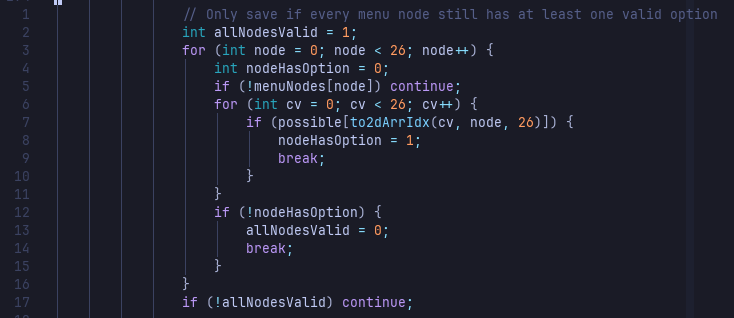 1 // Only save if every menu node still has at least one valid option
2 int allNodesValid = 1;
3 for (int node = 0; node < 26; node++) {
4 int nodeHasOption = 0;
5 if (!menuNodes[node]) continue;
6 for (int cv = 0; cv < 26; cv++) {
7 if (possible[to2dArrIdx(cv, node, 26)]) {
8 nodeHasOption = 1;
9 break;
10 }
11 }
12 if (!nodeHasOption) {
13 allNodesValid = 0;
14 break;
15 }
16 }
17 if (!allNodesValid) continue;